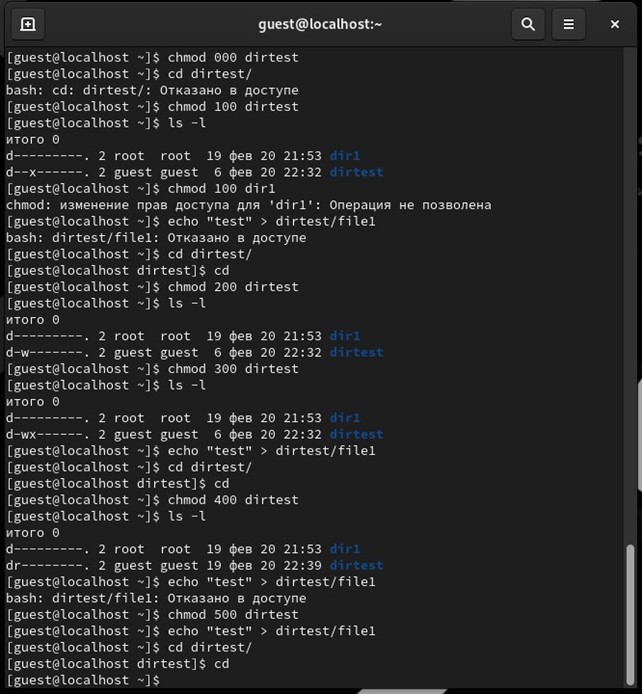 guest@localhost:~
[guest@localhost ~]$ chmod 000 dirtest
[guest@localhost ~]$ cd dirtest/
bash: cd: dirtest/: Отказано в доступе
[guest@localhost ~]$ chmod 100 dirtest
[guest@localhost ~]$ ls -l
итого 0
d---------. 2 root  root  19 фев 20 21:53 dir1
d--x------. 2 guest guest  6 фев 20 22:32 dirtest
[guest@localhost ~]$ chmod 100 dir1
chmod: изменение прав доступа для 'dir1': Операция не позволена
[guest@localhost ~]$ echo "test" > dirtest/file1
bash: dirtest/file1: Отказано в доступе
[guest@localhost ~]$ cd dirtest/
[guest@localhost dirtest]$ cd
[guest@localhost ~]$ chmod 200 dirtest
[guest@localhost ~]$ ls -l
итого 0
d---------. 2 root  root  19 фев 20 21:53 dir1
d-w-------. 2 guest guest  6 фев 20 22:32 dirtest
[guest@localhost ~]$ chmod 300 dirtest
[guest@localhost ~]$ ls -l
итого 0
d---------. 2 root  root  19 фев 20 21:53 dir1
d-wx------. 2 guest guest  6 фев 20 22:32 dirtest
[guest@localhost ~]$ echo "test" > dirtest/file1
[guest@localhost ~]$ cd dirtest/
[guest@localhost dirtest]$ cd
[guest@localhost ~]$ chmod 400 dirtest
[guest@localhost ~]$ ls -l
итого 0
d---------. 2 root  root  19 фев 20 21:53 dir1
dr--------. 2 guest guest 19 фев 20 22:39 dirtest
[guest@localhost ~]$ echo "test" > dirtest/file1
bash: dirtest/file1: Отказано в доступе
[guest@localhost ~]$ chmod 500 dirtest
[guest@localhost ~]$ echo "test" > dirtest/file1
[guest@localhost ~]$ cd dirtest/
[guest@localhost dirtest]$ cd
[guest@localhost ~]$